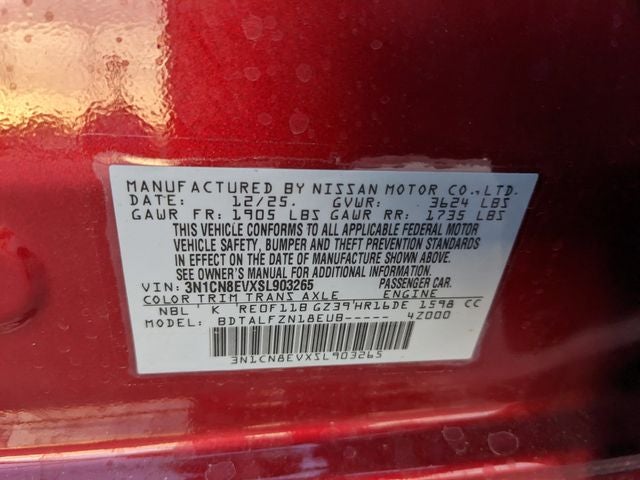 MANUFACTURED BY NISSAN MOTOR CO.,LTD.
DATE: 12/25. GVWR: 3624 LBS
GAWR FR: 1905 LBS GAWR RR: 1735 LBS
THIS VEHICLE CONFORMS TO ALL APPLICABLE FEDERAL MOTOR
VEHICLE SAFETY, BUMPER AND THEFT PREVENTION STANDARDS
IN EFFECT ON THE DATE OF MANUFACTURE SHOWN ABOVE.
SEE OWNER'S MANUAL FOR ADDITIONAL INFORMATION
VIN: 3N1CN8EVXSL903265 PASSENGER CAR.
COLOR TRIM TRANS AXLE ENGINE
NBL K RE0F11B GZ39 HR16DE 1598 CC
MODEL: BDTALFZN18EUB----- 4Z000
3N1CN8EVXSL903265